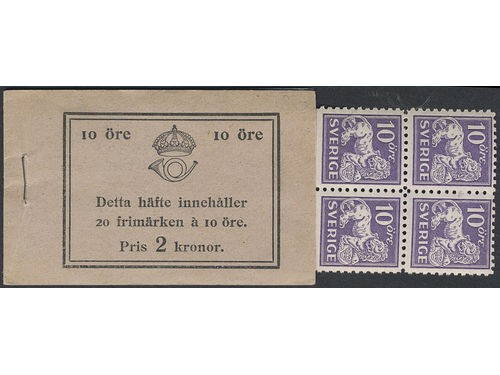 10 öre 10 öre
Detta häfte innehåller
20 frimärken à 10 öre.
Pris 2 kronor.
10 öre
SVERIGE
10 öre
SVERIGE
10 öre
SVERIGE
10 öre
SVERIGE